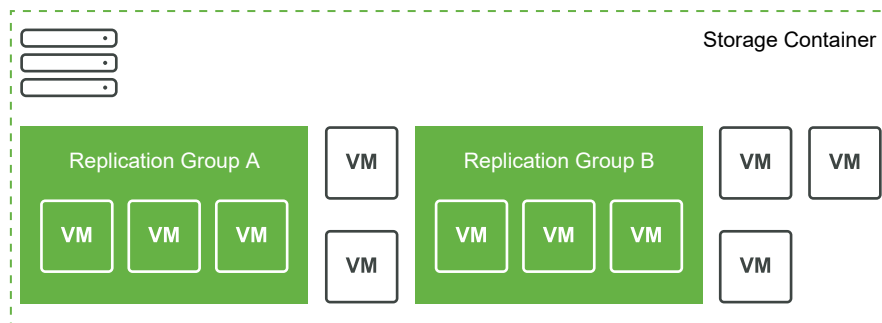 Storage Container
Replication Group A
VM
Replication Group B
VM
VM
VM
VM
VM
VM
VM
VM
VM
VM